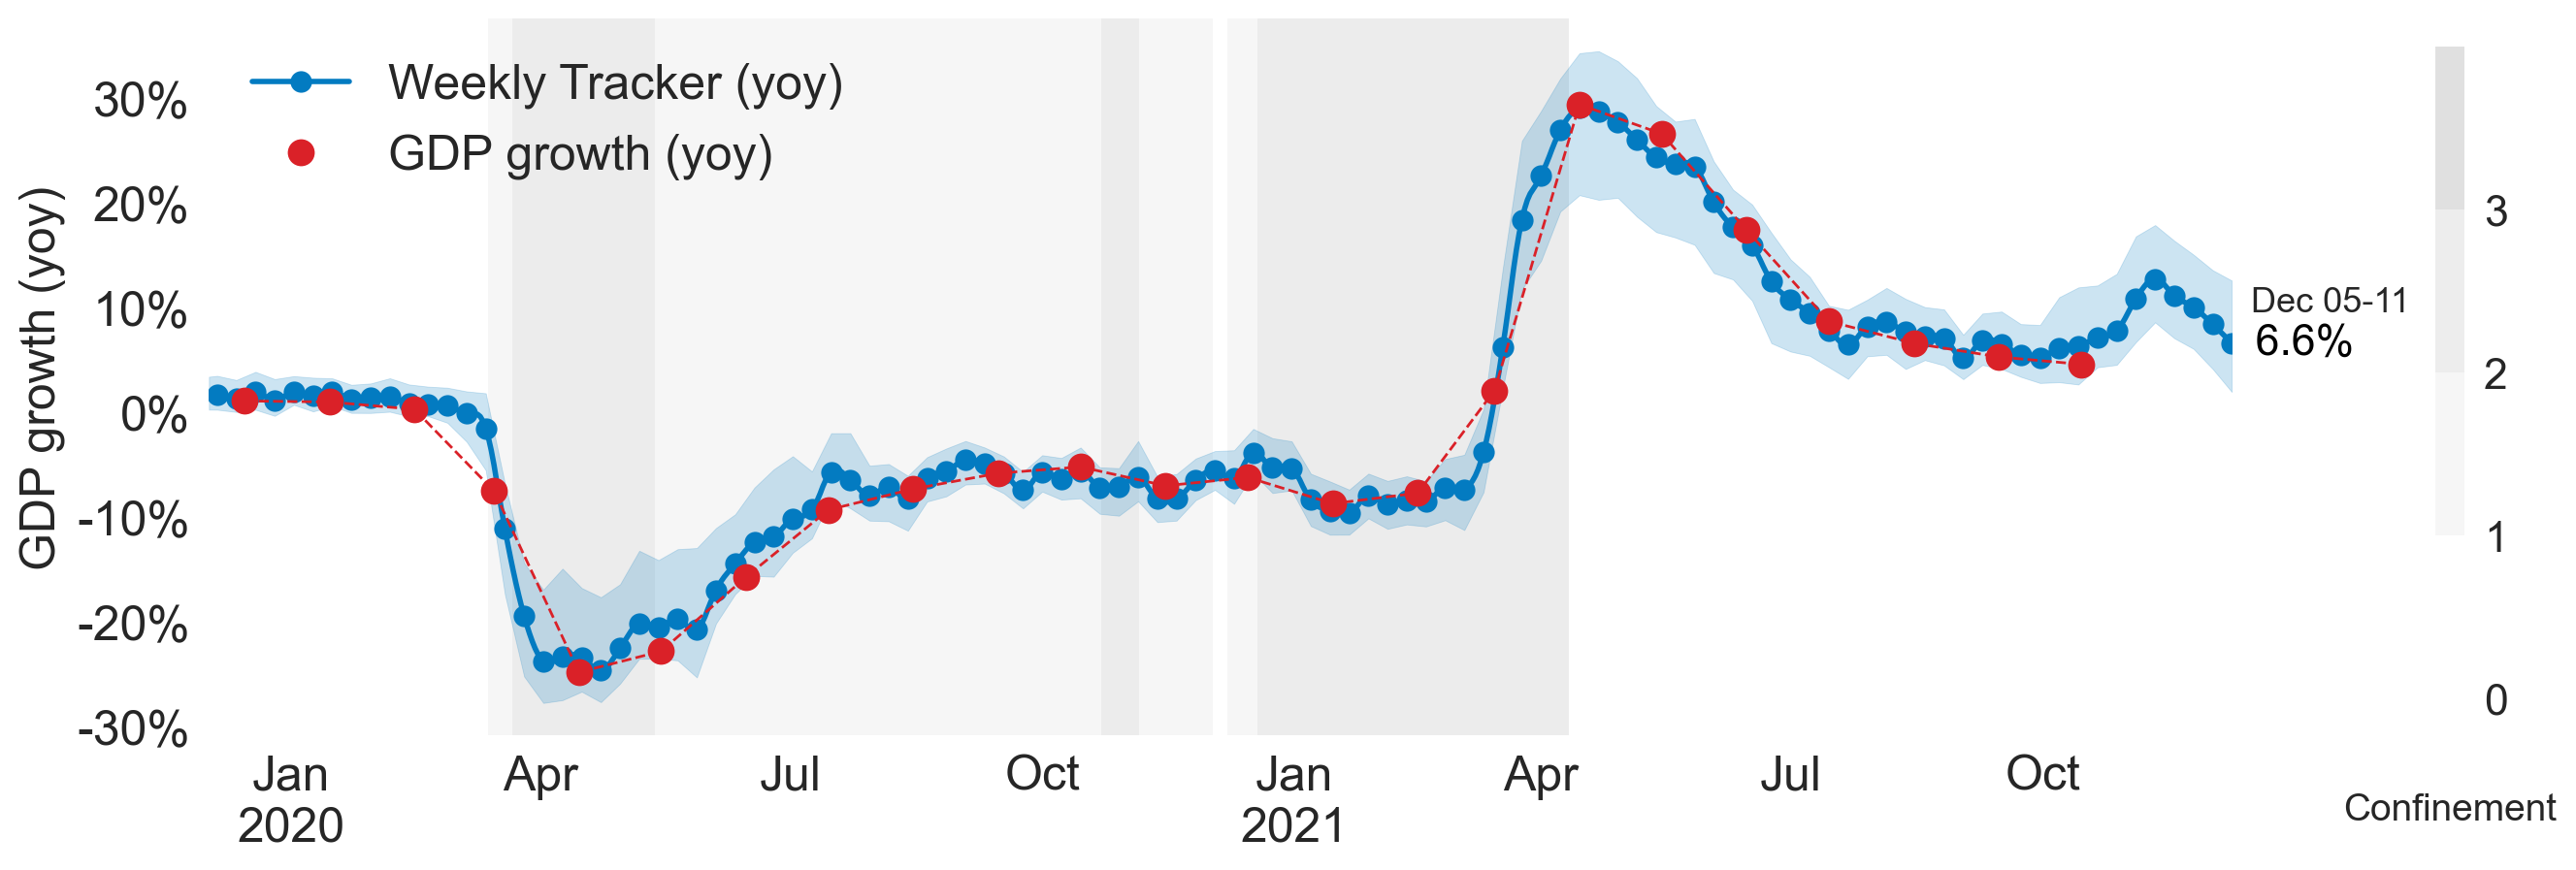 Weekly Tracker (yoy)
GDP growth (yoy)
GDP growth (yoy)
30%
20%
10%
0%
-10%
-20%
-30%
Jan
2020
Apr
Jul
Oct
Jan
2021
Apr
Jul
Oct
Dec 05-11
6.6%
3
2
1
0
Confinement